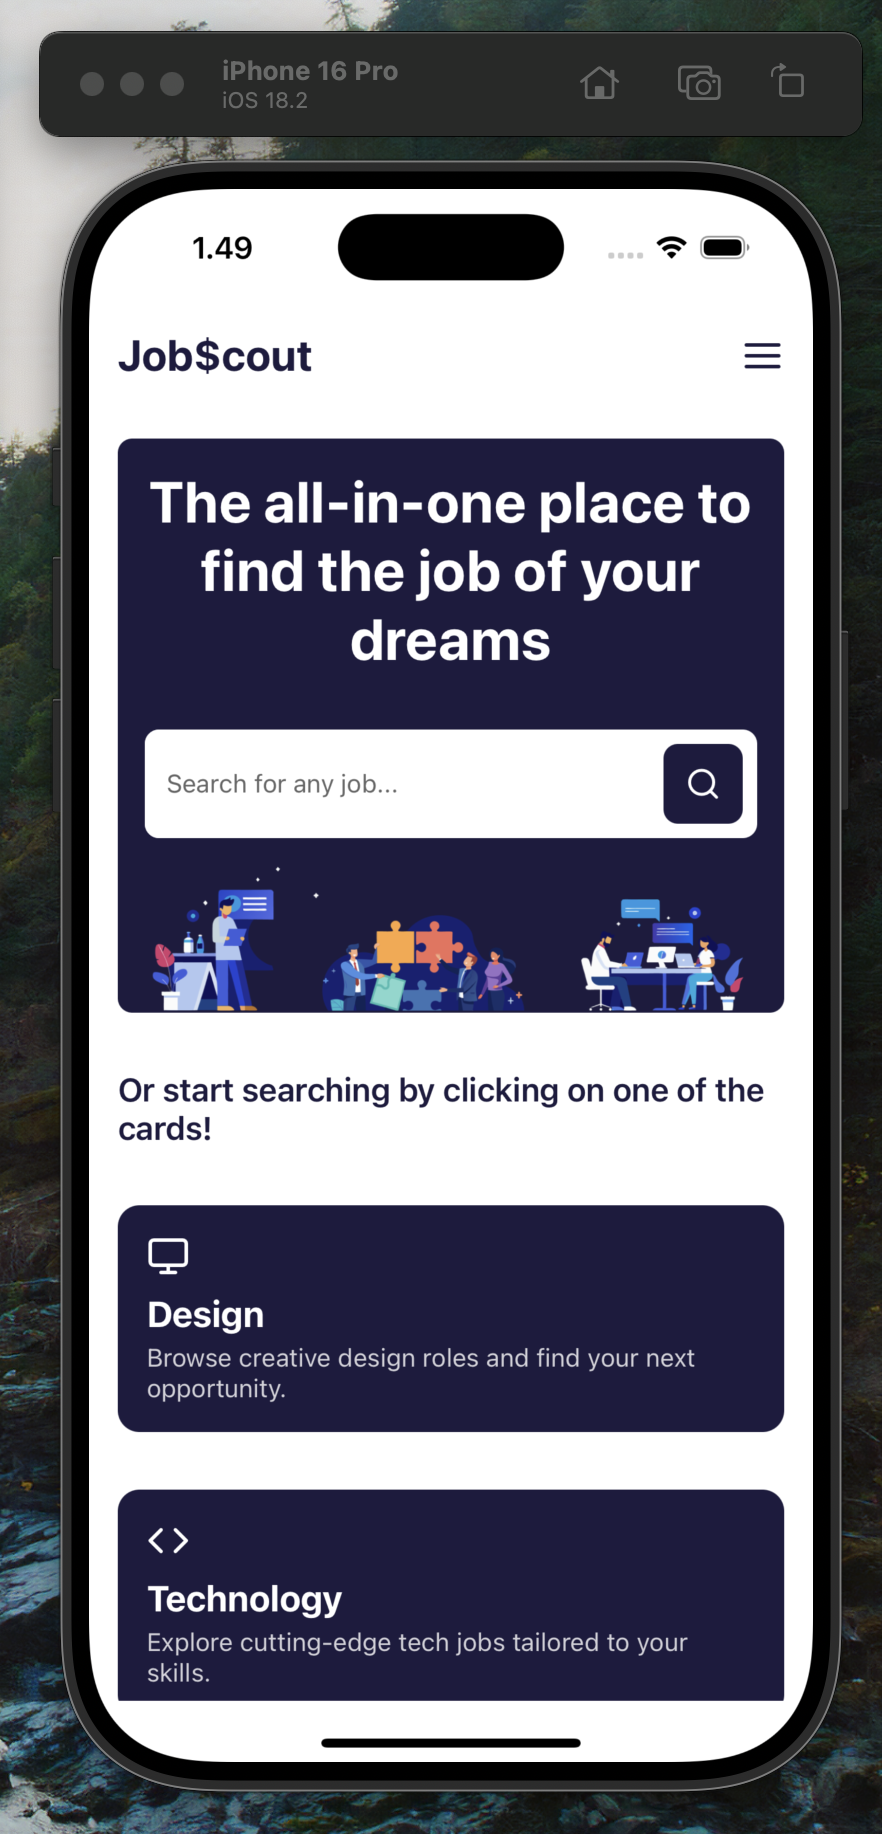 iPhone 16 Pro
iOS 18.2
1.49
Job$cout
The all-in-one place to
find the job of your
dreams
Search for any job...
Or start searching by clicking on one of the
cards!
Design
Browse creative design roles and find your next
opportunity.
Technology
Explore cutting-edge tech jobs tailored to your
skills.